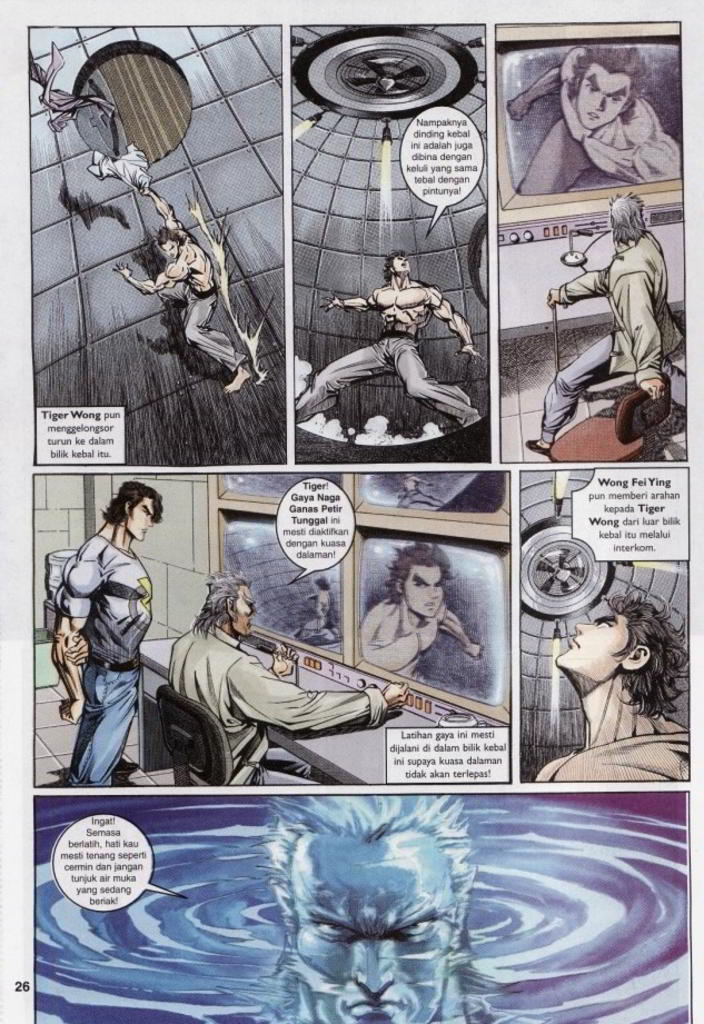 Tiger Wong pun
menggelongsor
turun ke dalam
bilik kebal itu.
Nampaknya
dinding kebal
ini adalah juga
dibina dengan
keluli yang sama
tebal dengan
pintunya!
Tiger!
Gaya Naga
Ganas Petir
Tunggal ini
mesti diaktifkan
dengan kuasa
dalaman!
Latihan gaya ini mesti
dijalani di dalam bilik kebal
ini supaya kuasa dalaman
tidak akan terlepas!
Wong Fei Ying
pun memberi arahan
kepada Tiger
Wong dari luar bilik
kebal itu melalui
interkom.
Ingat!
Semasa
berlatih, hati kau
mesti tenang seperti
cermin dan jangan
tunjuk air muka
yang sedang
beriak!
26